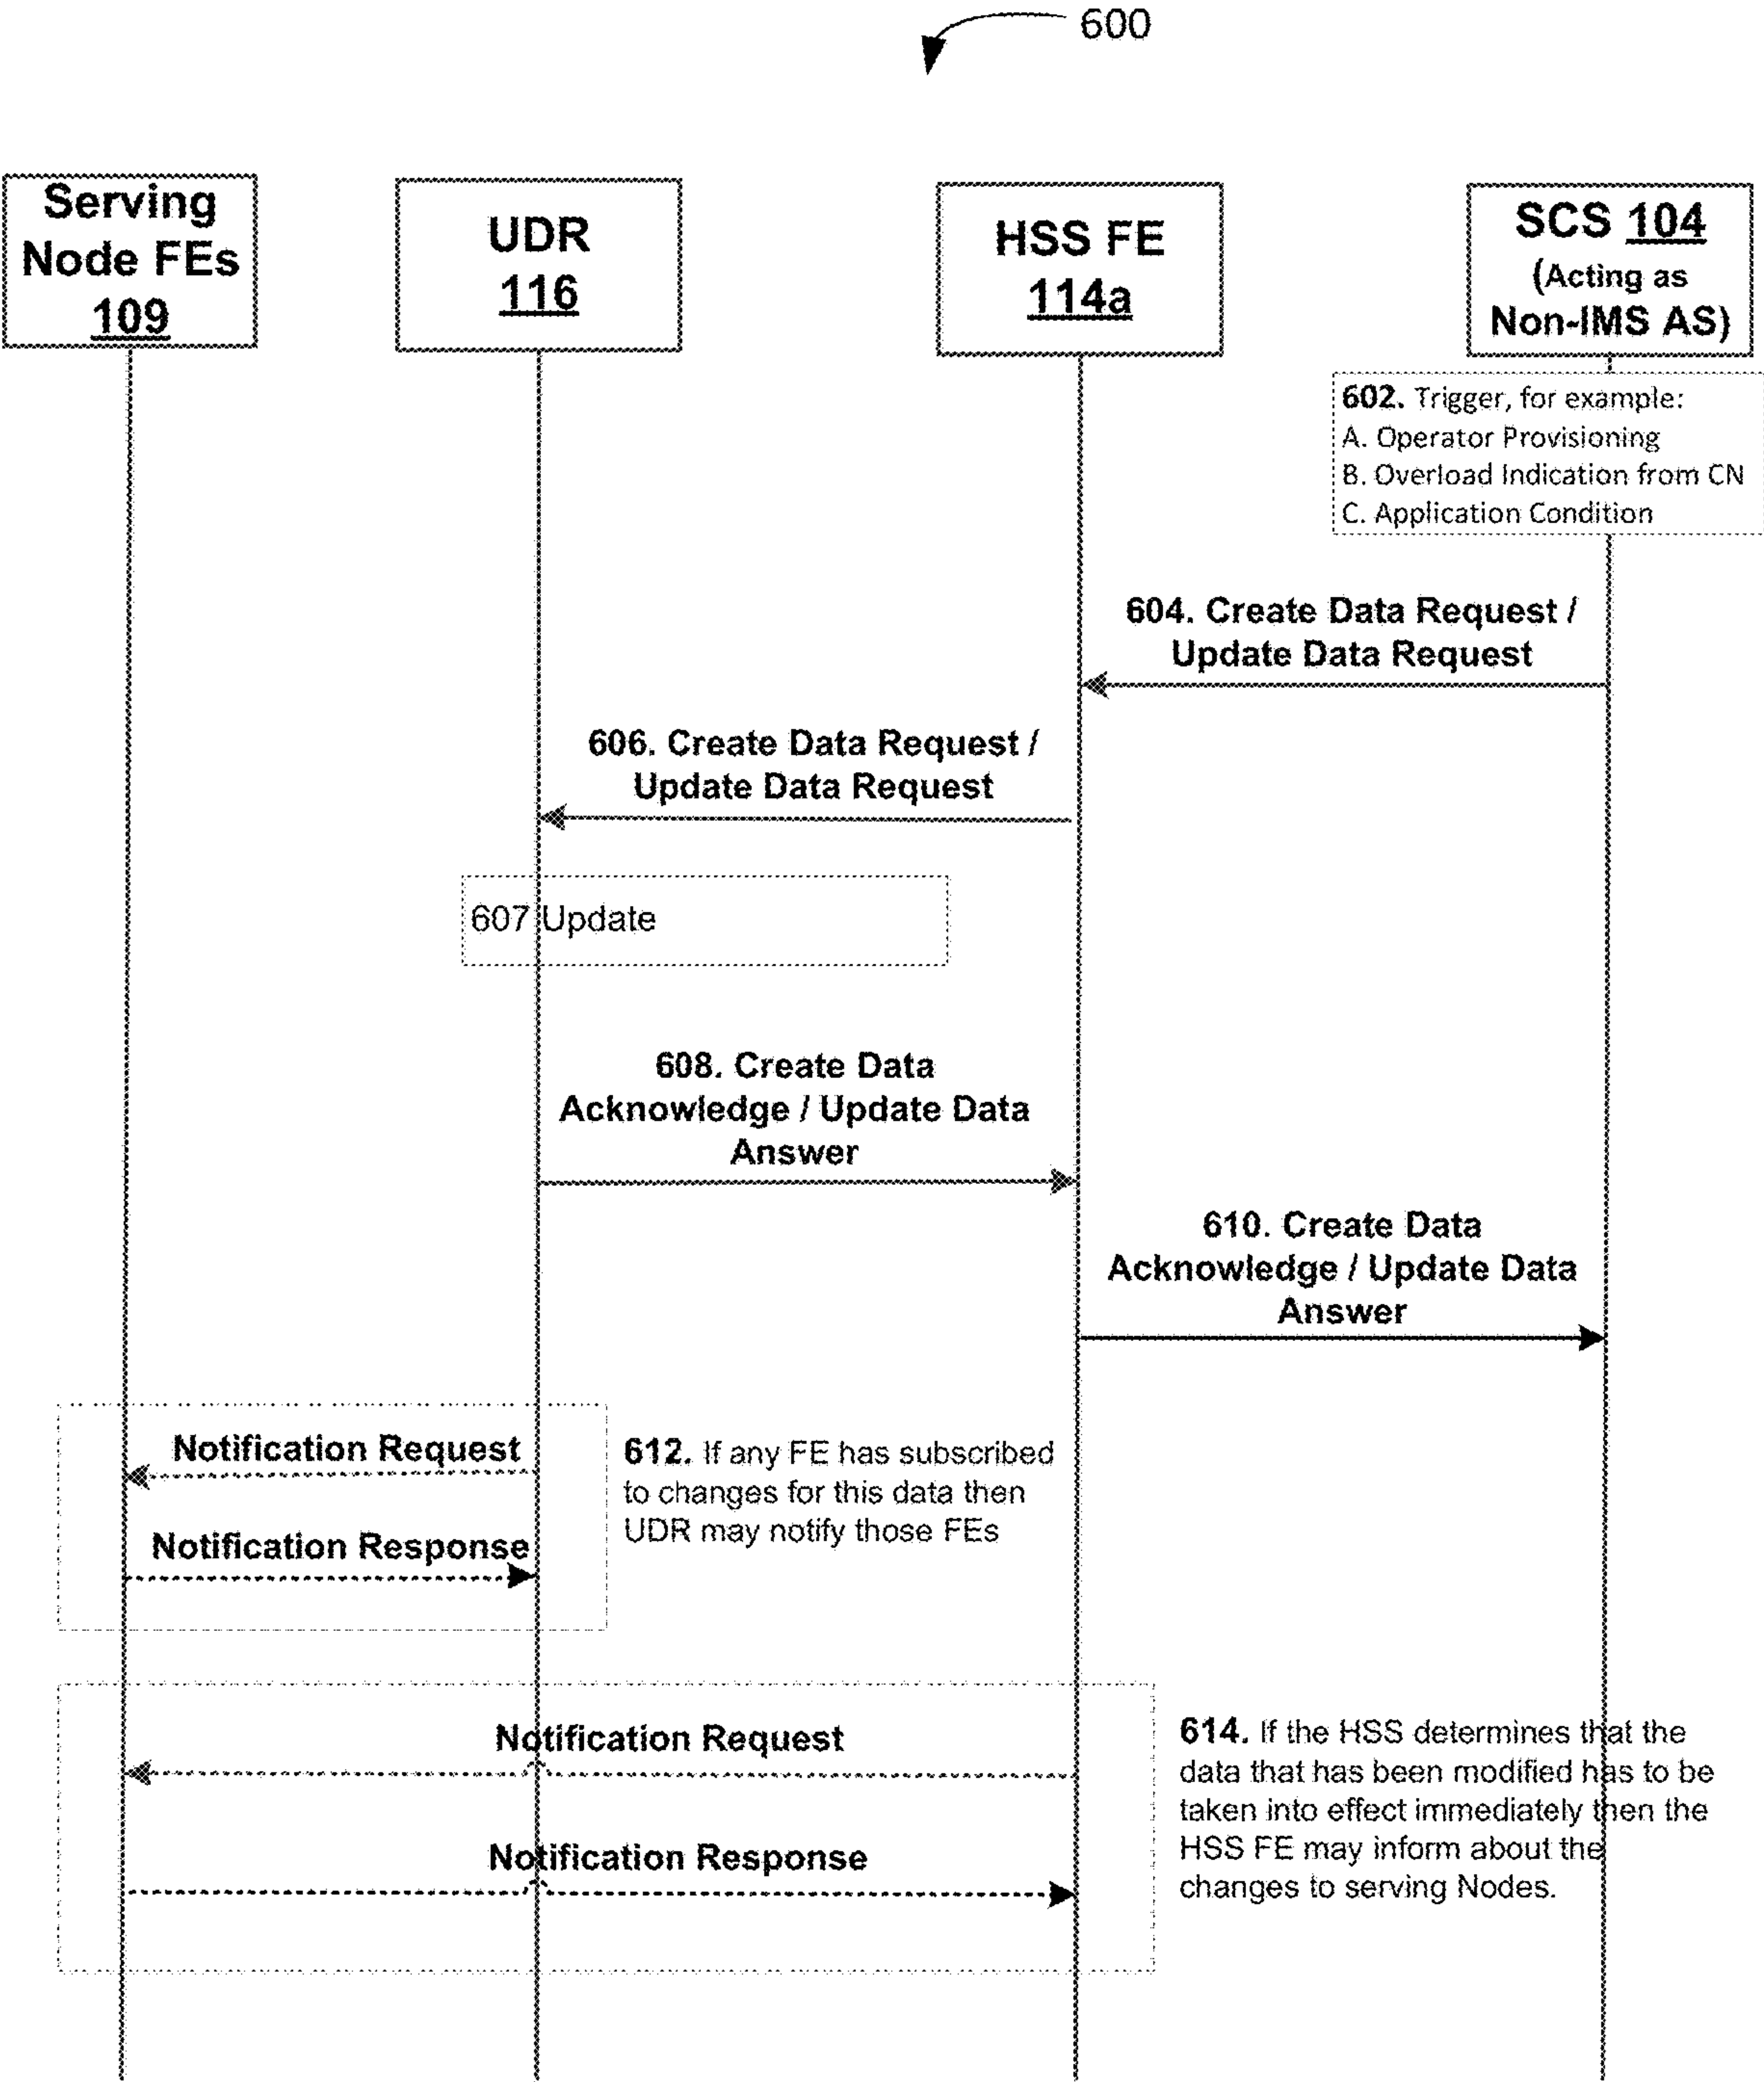 600
Serving
Node FEs
109
UDR
116
HSS FE
114a
SCS 104
(Acting as
Non-IMS AS)
602. Trigger, for example:
A. Operator Provisioning
B. Overload Indication from CN
C. Application Condition
604. Create Data Request /
Update Data Request
606. Create Data Request /
Update Data Request
607 Update
608. Create Data
Acknowledge / Update Data
Answer
610. Create Data
Acknowledge / Update Data
Answer
Notification Request
Notification Response
612. If any FE has subscribed
to changes for this data then
UDR may notify those FEs
Notification Request
Notification Response
614. If the HSS determines that the
data that has been modified has to be
taken into effect immediately then the
HSS FE may inform about the
changes to serving Nodes.